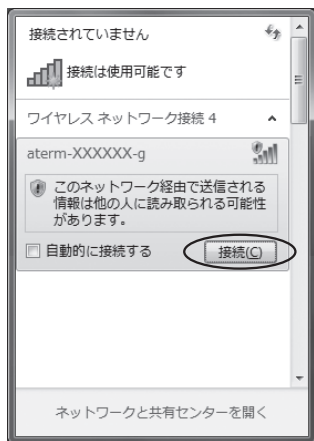 接続されていません
接続は使用可能です
ワイヤレス ネットワーク接続 4
aterm-XXXXXX-g
このネットワーク経由で送信される
情報は他の人に読み取られる可能性
があります。
自動的に接続する
接続(C)
ネットワークと共有センターを開く